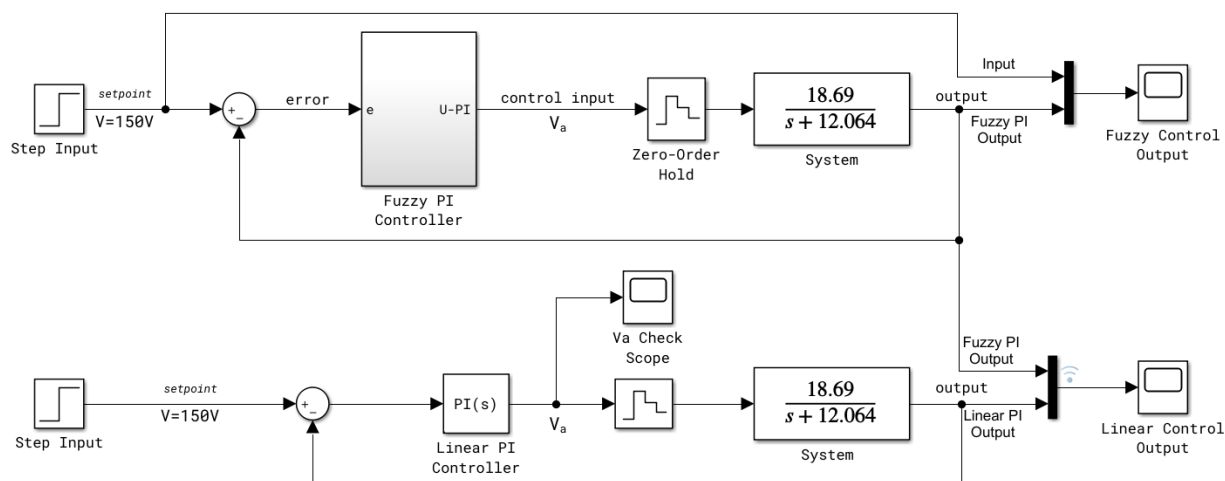 Step Input
setpoint
V=150V
+
−
error
e
U-PI
Fuzzy PI
Controller
control input
Va
Zero-Order
Hold
18.69
s + 12.064
System
output
Fuzzy PI
Output
Input
Fuzzy Control
Output
Step Input
setpoint
V=150V
+
−
PI(s)
Linear PI
Controller
Va
Va Check
Scope
18.69
s + 12.064
System
Fuzzy PI
Output
output
Linear PI
Output
Linear Control
Output